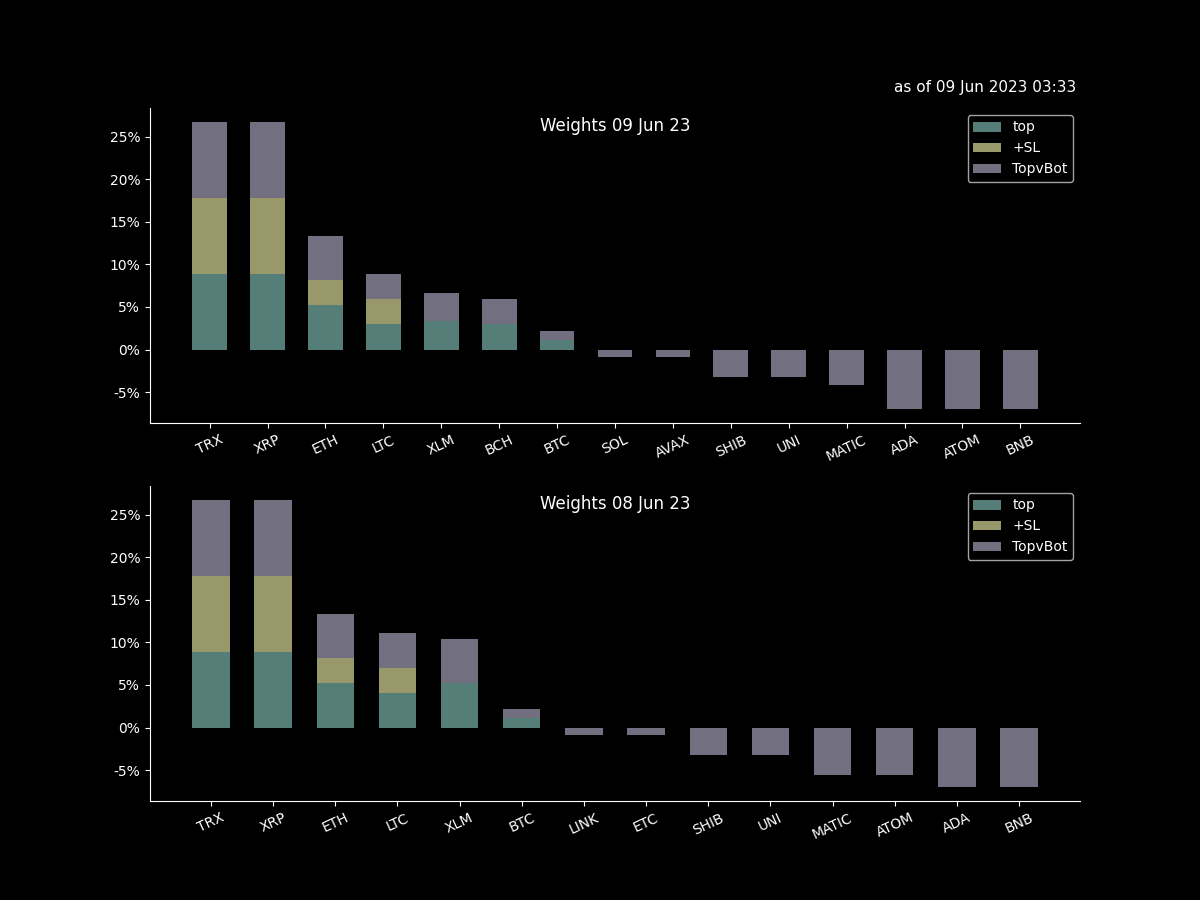 as of 09 Jun 2023 03:33
Weights 09 Jun 23
top
+SL
TopvBot
25%
20%
15%
10%
5%
0%
-5%
TRX XRP ETH LTC XLM BCH BTC SOL AVAX SHIB UNI MATIC ADA ATOM BNB
Weights 08 Jun 23
top
+SL
TopvBot
25%
20%
15%
10%
5%
0%
-5%
TRX XRP ETH LTC XLM BTC LINK ETC SHIB UNI MATIC ATOM ADA BNB